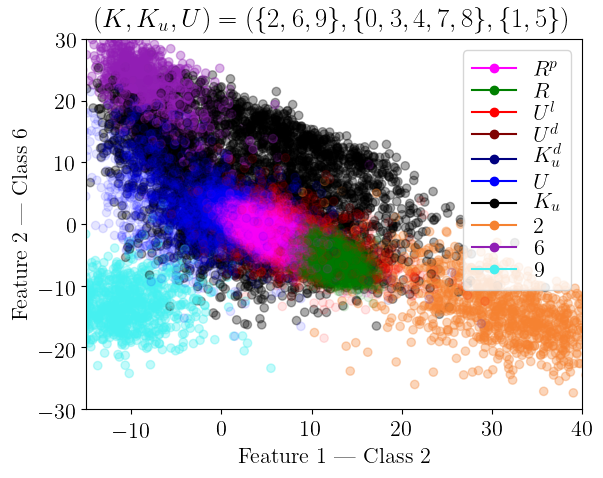 (K, K_u, U) = ({2, 6, 9}, {0, 3, 4, 7, 8}, {1, 5})
30
20
10
0
−10
−20
−30
Feature 2 — Class 6
R^p
R
U^l
U^d
K_u^d
U
K_u
2
6
9
−10
0
10
20
30
40
Feature 1 — Class 2